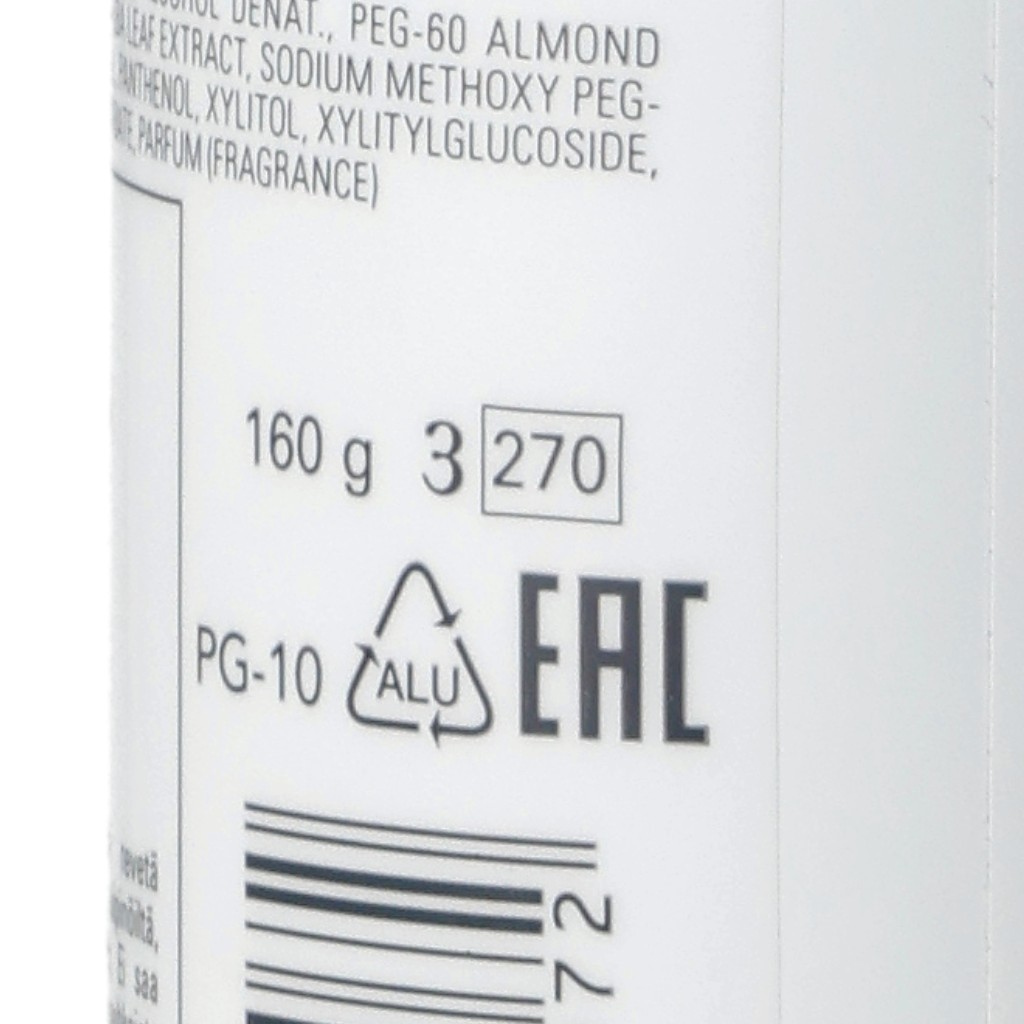 DENAT., PEG-60 ALMOND
LEAF EXTRACT, SODIUM METHOXY PEG-
PANTHENOL, XYLITOL, XYLITYLGLUCOSIDE,
PARFUM (FRAGRANCE)
160 g 3 270
PG-10 ALU EAC
72
saa